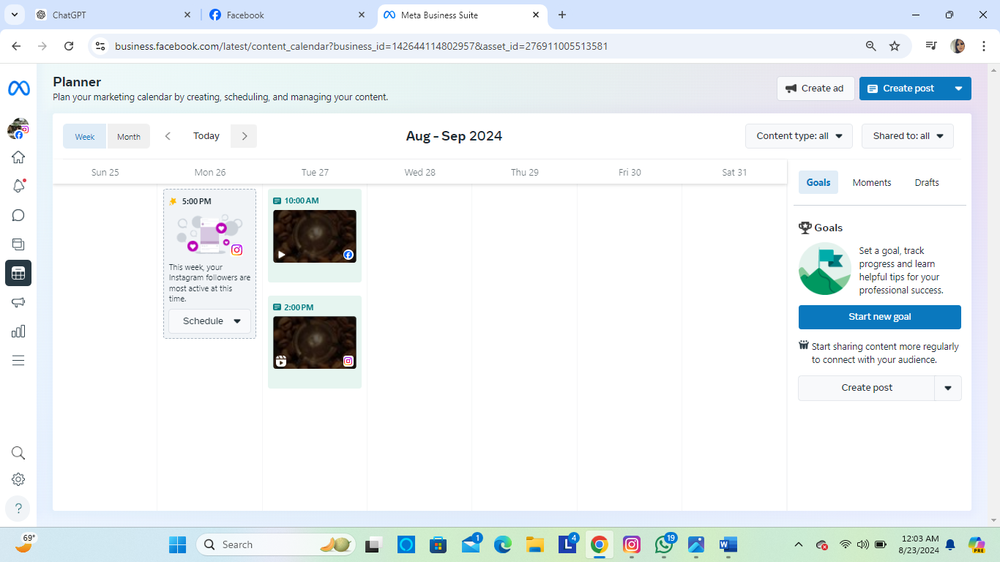 ChatGPT
Facebook
Meta Business Suite
business.facebook.com/latest/content_calendar?business_id=142644114802957&asset_id=276911005513581
Planner
Plan your marketing calendar by creating, scheduling, and managing your content.
Create ad
Create post
Week
Month
Today
Aug - Sep 2024
Content type: all
Shared to: all
Sun 25
Mon 26
Tue 27
Wed 28
Thu 29
Fri 30
Sat 31
5:00 PM
This week, your
Instagram followers are
most active at this
time.
Schedule
10:00 AM
2:00 PM
Goals
Moments
Drafts
Goals
Set a goal, track
progress and learn
helpful tips for your
professional success.
Start new goal
Start sharing content more regularly
to connect with your audience.
Create post
?
69°
Search
1
L
4
19
W
12:03 AM
8/23/2024
PRE